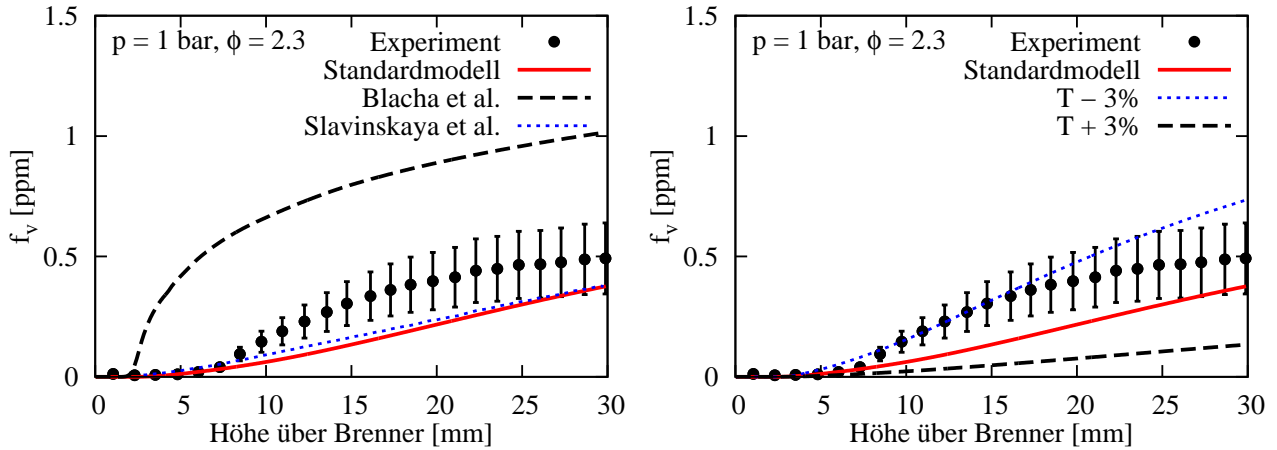 p = 1 bar, ϕ = 2.3
Experiment
Standardmodell
Blacha et al.
Slavinskaya et al.
f_v [ppm]
1.5
1
0.5
0
0 5 10 15 20 25 30
Höhe über Brenner [mm]
p = 1 bar, ϕ = 2.3
Experiment
Standardmodell
T − 3%
T + 3%
f_v [ppm]
1.5
1
0.5
0
0 5 10 15 20 25 30
Höhe über Brenner [mm]